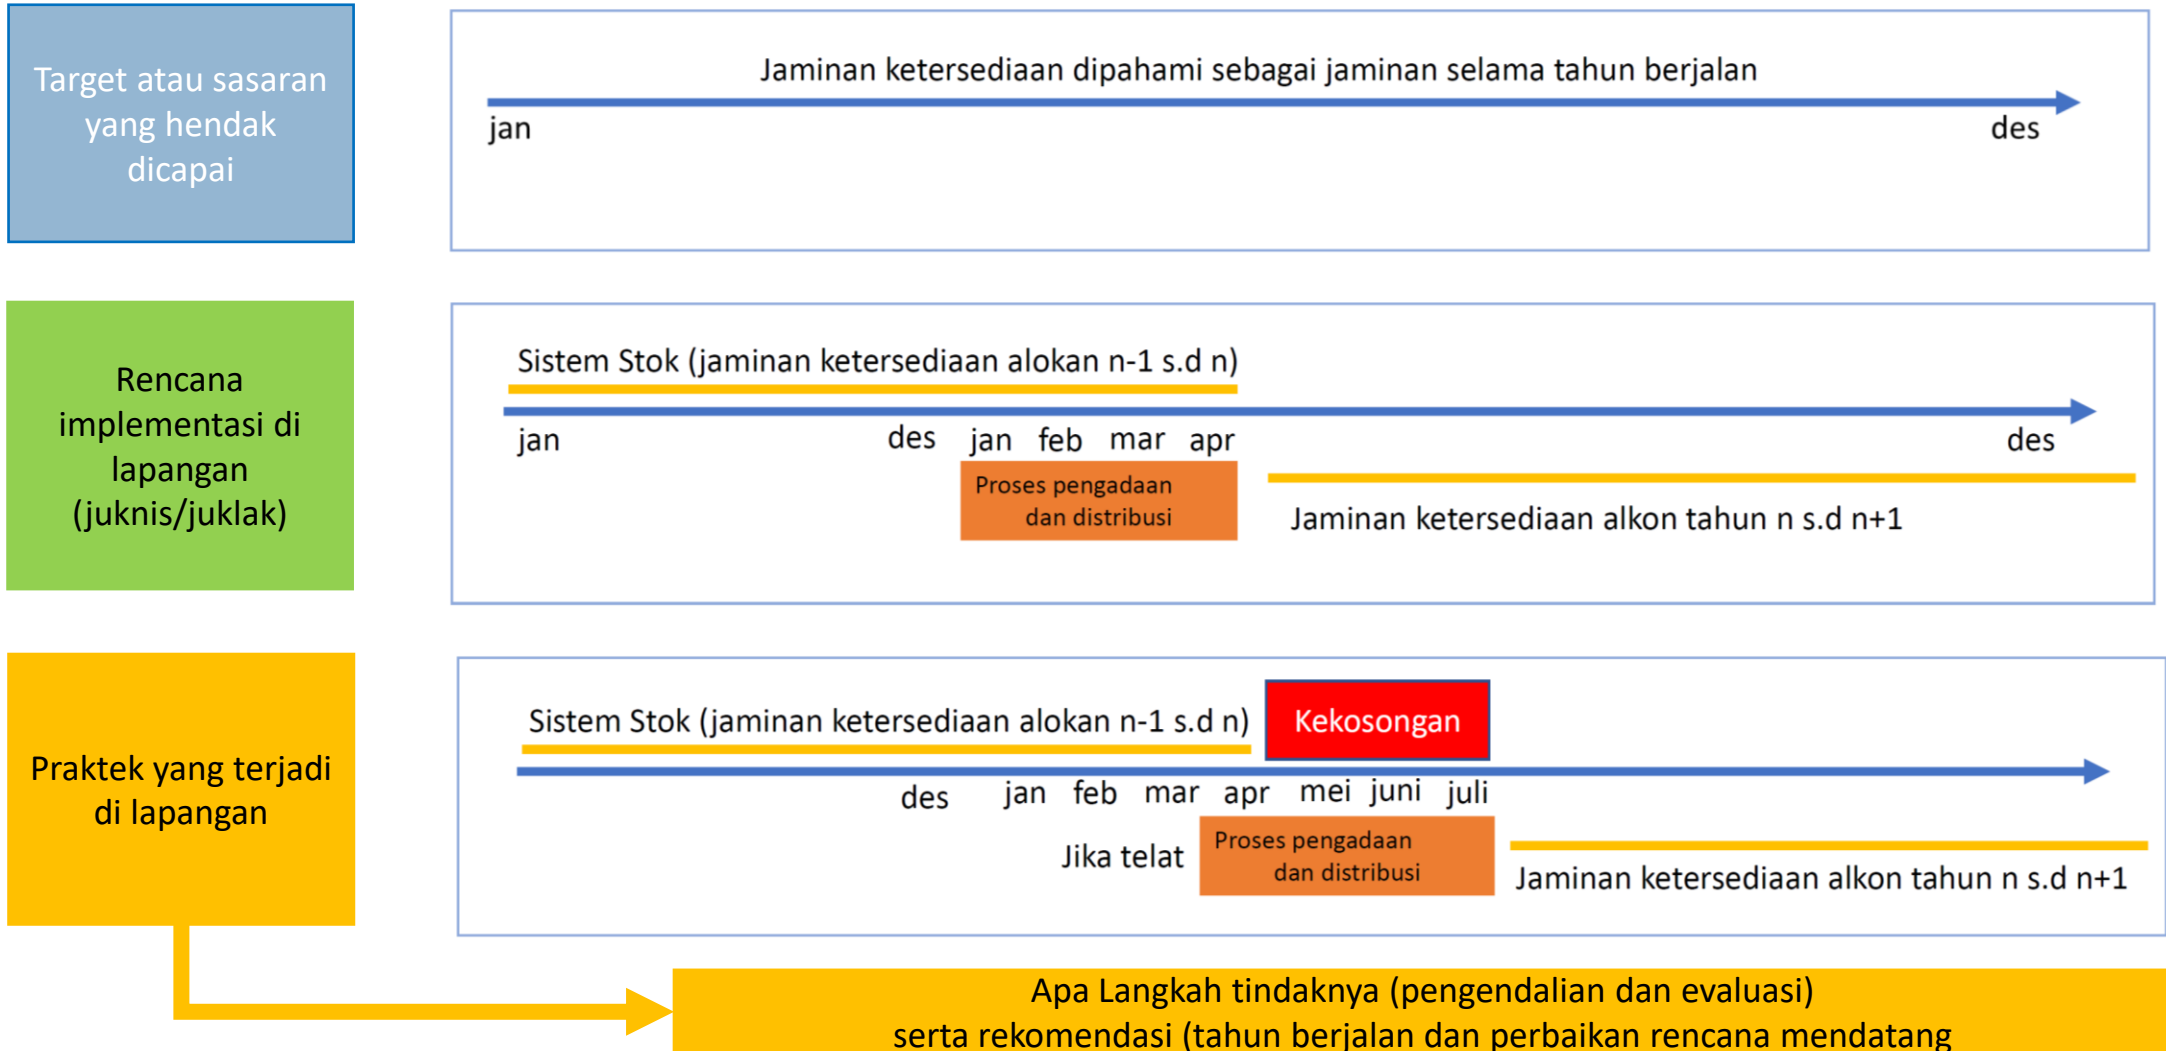 Target atau sasaran
yang hendak
dicapai
Jaminan ketersediaan dipahami sebagai jaminan selama tahun berjalan
jan
des
Rencana
implementasi di
lapangan
(juknis/juklak)
Sistem Stok (jaminan ketersediaan alokan n-1 s.d n)
jan
des jan feb mar apr
des
Proses pengadaan
dan distribusi
Jaminan ketersediaan alkon tahun n s.d n+1
Praktek yang terjadi
di lapangan
Sistem Stok (jaminan ketersediaan alokan n-1 s.d n)
Kekosongan
des jan feb mar apr mei juni juli
Jika telat
Proses pengadaan
dan distribusi
Jaminan ketersediaan alkon tahun n s.d n+1
Apa Langkah tindaknya (pengendalian dan evaluasi)
serta rekomendasi (tahun berjalan dan perbaikan rencana mendatang